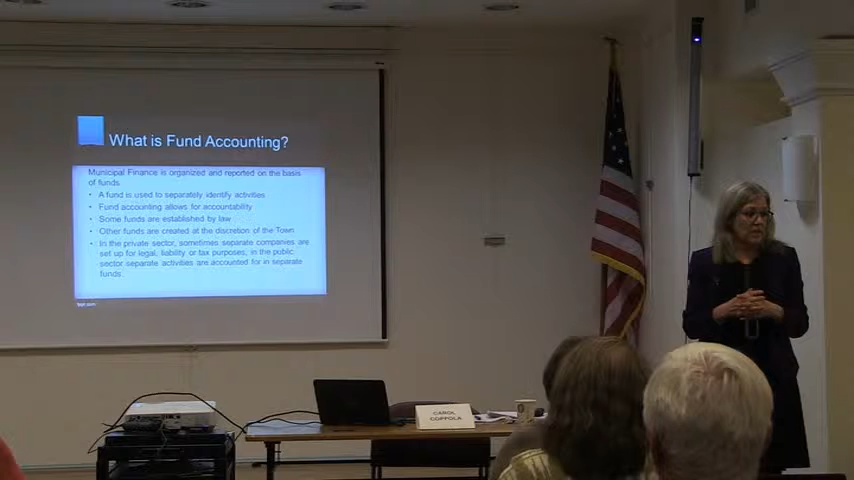 What is Fund Accounting?
Municipal Finance is organized and reported on the basis
of funds
• A fund is used to separately identify activities
• Fund accounting allows for accountability
• Some funds are established by law
• Other funds are created at the discretion of the Town
• In the private sector, sometimes separate companies are
set up for legal, liability or tax purposes, in the public
sector separate activities are accounted for in separate
funds.
CAROL
COPPOLA